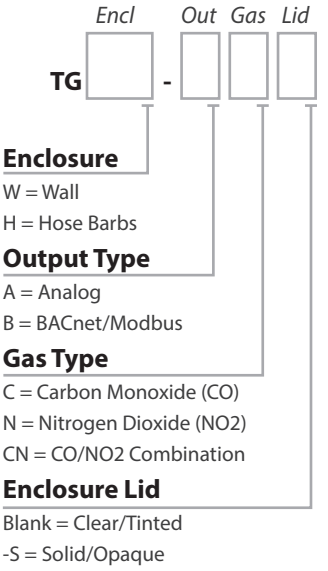 Encl Out Gas Lid
TG -
Enclosure
W = Wall
H = Hose Barbs
Output Type
A = Analog
B = BACnet/Modbus
Gas Type
C = Carbon Monoxide (CO)
N = Nitrogen Dioxide (NO2)
CN = CO/NO2 Combination
Enclosure Lid
Blank = Clear/Tinted
-S = Solid/Opaque